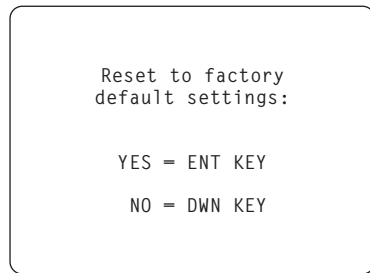 Reset to factory
default settings:
YES = ENT KEY
NO = DWN KEY